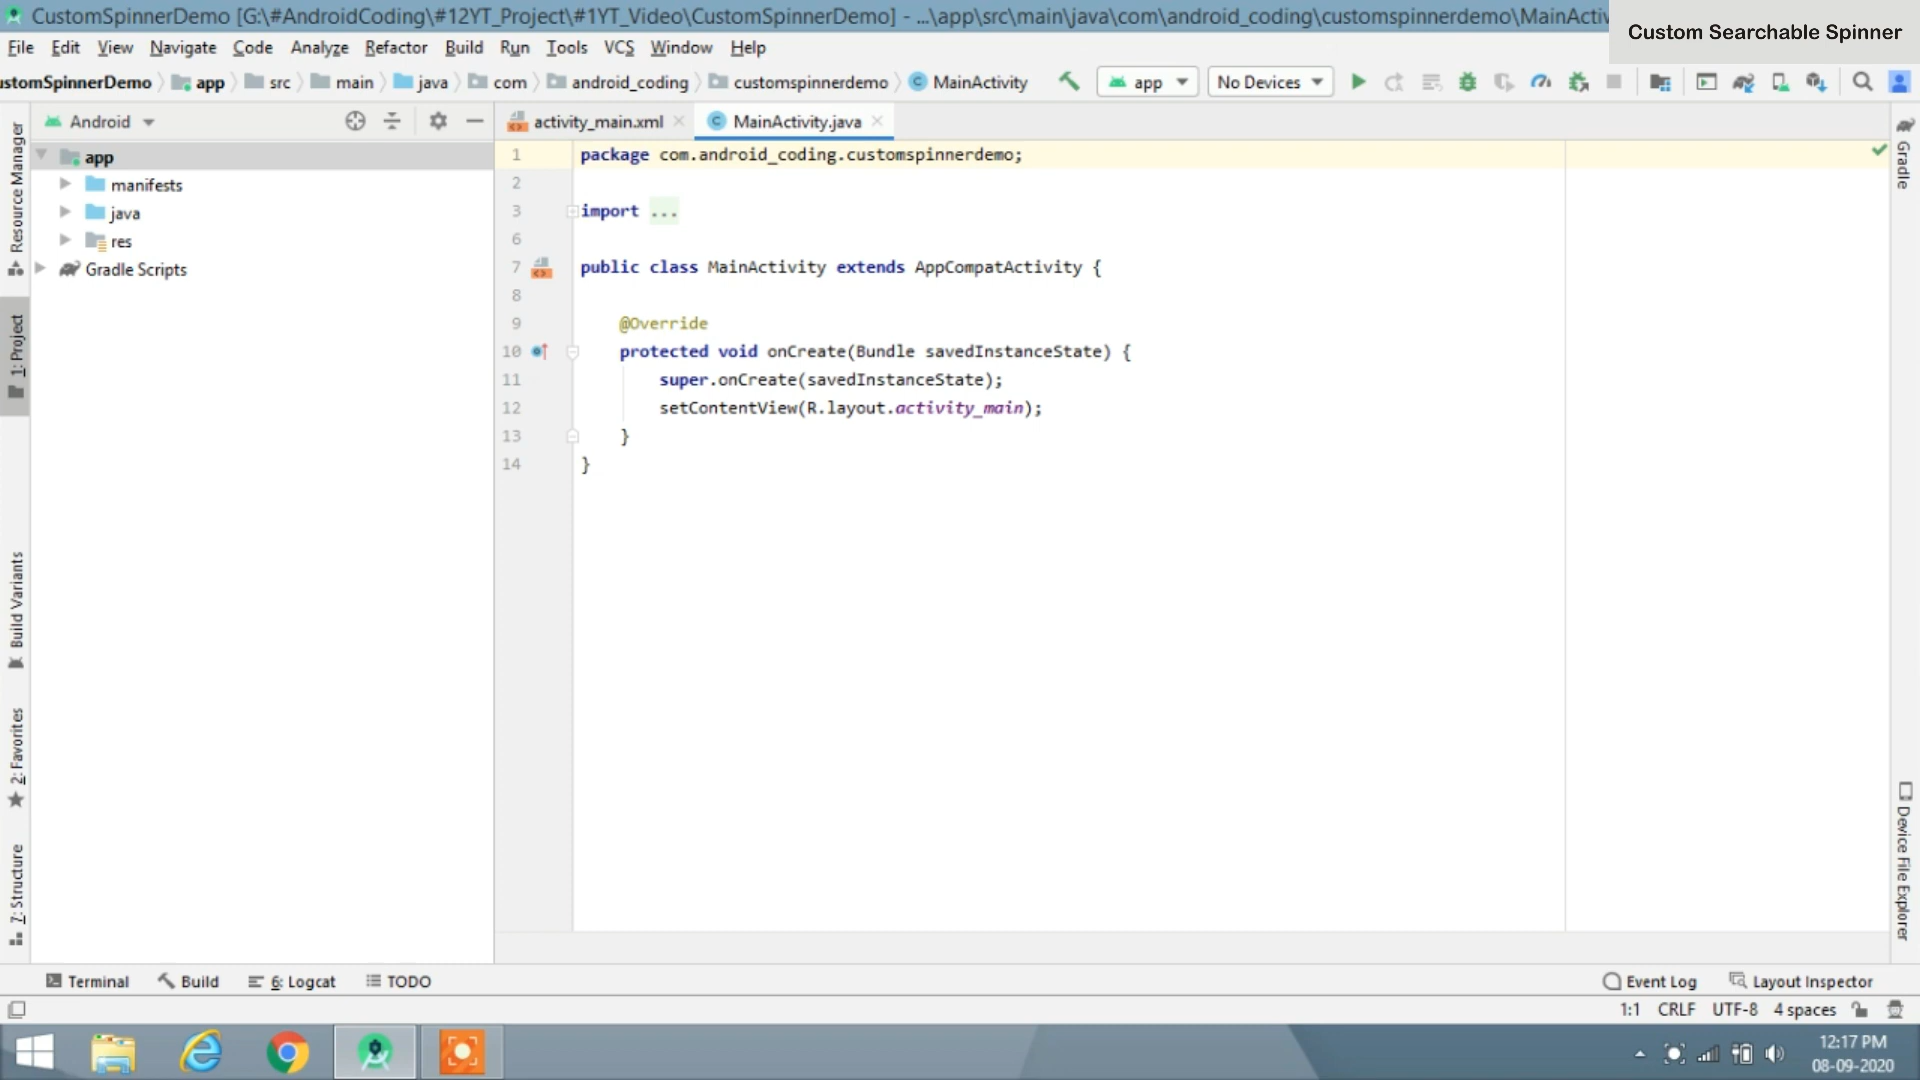 CustomSpinnerDemo [G:\#AndroidCoding\#12YT_Project\#1YT_Video\CustomSpinnerDemo] - ...\app\src\main\java\com\android_coding\customspinnerdemo\MainActiv
Custom Searchable Spinner
File Edit View Navigate Code Analyze Refactor Build Run Tools VCS Window Help
ustomSpinnerDemo app src main java com android_coding customspinnerdemo MainActivity app No Devices
Android
activity_main.xml MainActivity.java
app
manifests
java
res
Gradle Scripts
Resource Manager
1: Project
Build Variants
2: Favorites
7: Structure
1 package com.android_coding.customspinnerdemo;
2
3 import ...
6
7 public class MainActivity extends AppCompatActivity {
8
9 @Override
10 protected void onCreate(Bundle savedInstanceState) {
11 super.onCreate(savedInstanceState);
12 setContentView(R.layout.activity_main);
13 }
14 }
Gradle
Device File Explorer
Terminal Build 6: Logcat TODO Event Log Layout Inspector
1:1 CRLF UTF-8 4 spaces
12:17 PM
08-09-2020